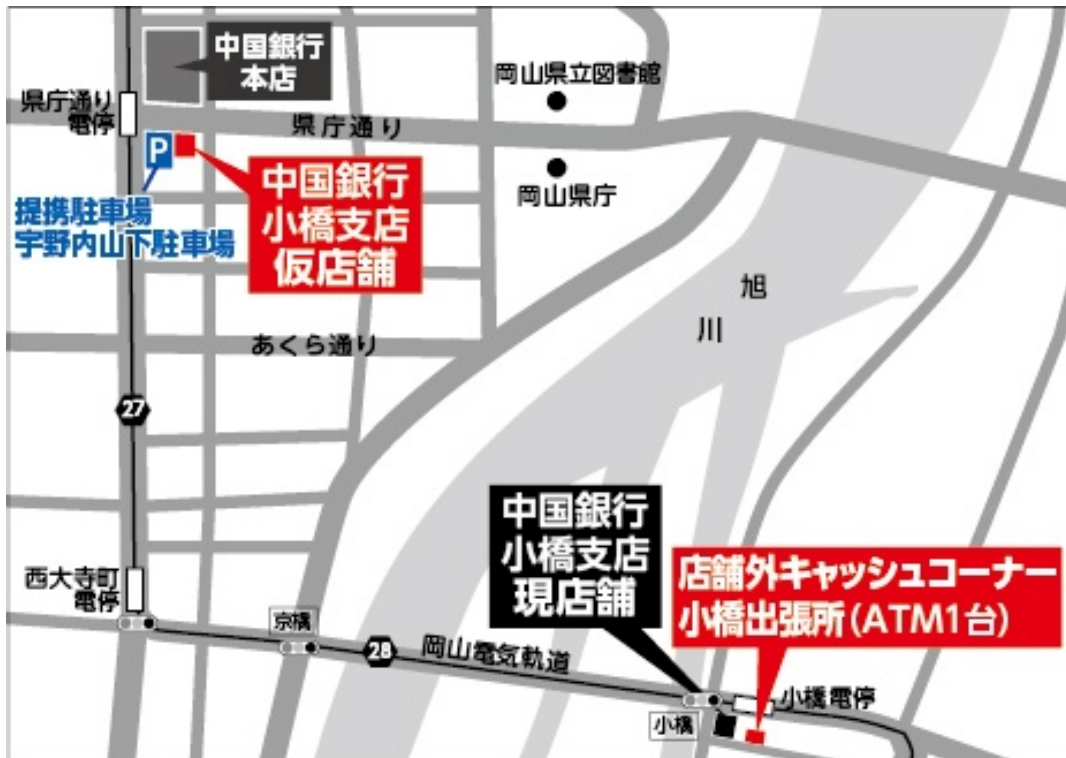 中国銀行
本店
岡山県立図書館
県庁通り
電停
県庁通り
P
中国銀行
小橋支店
仮店舗
岡山県庁
提携駐車場
宇野内山下駐車場
旭
川
あくら通り
27
中国銀行
小橋支店
現店舗
店舗外キャッシュコーナー
小橋出張所(ATM1台)
西大寺町
電停
京橋
28
岡山電気軌道
小橋電停
小橋